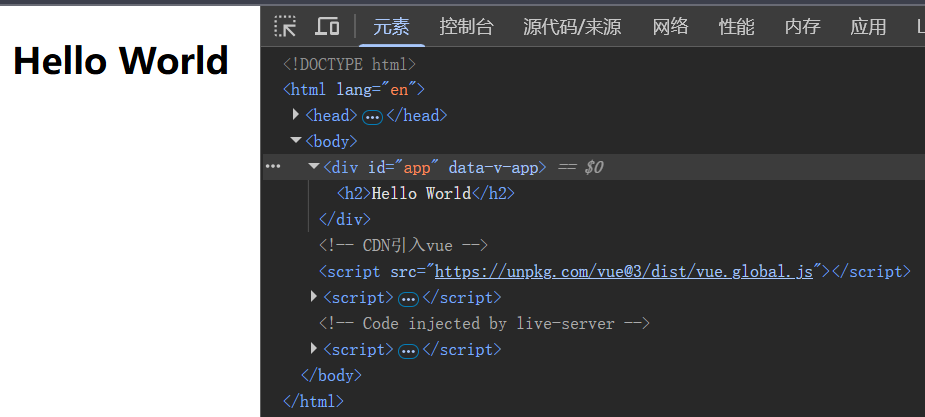 Hello World
元素 控制台 源代码/来源 网络 性能 内存 应用
<!DOCTYPE html>
<html lang="en">
<head> ••• </head>
<body>
••• <div id="app" data-v-app> == $0
<h2>Hello World</h2>
</div>
<!-- CDN引入vue -->
<script src="https://unpkg.com/vue@3/dist/vue.global.js"></script>
<script> ••• </script>
<!-- Code injected by live-server -->
<script> ••• </script>
</body>
</html>